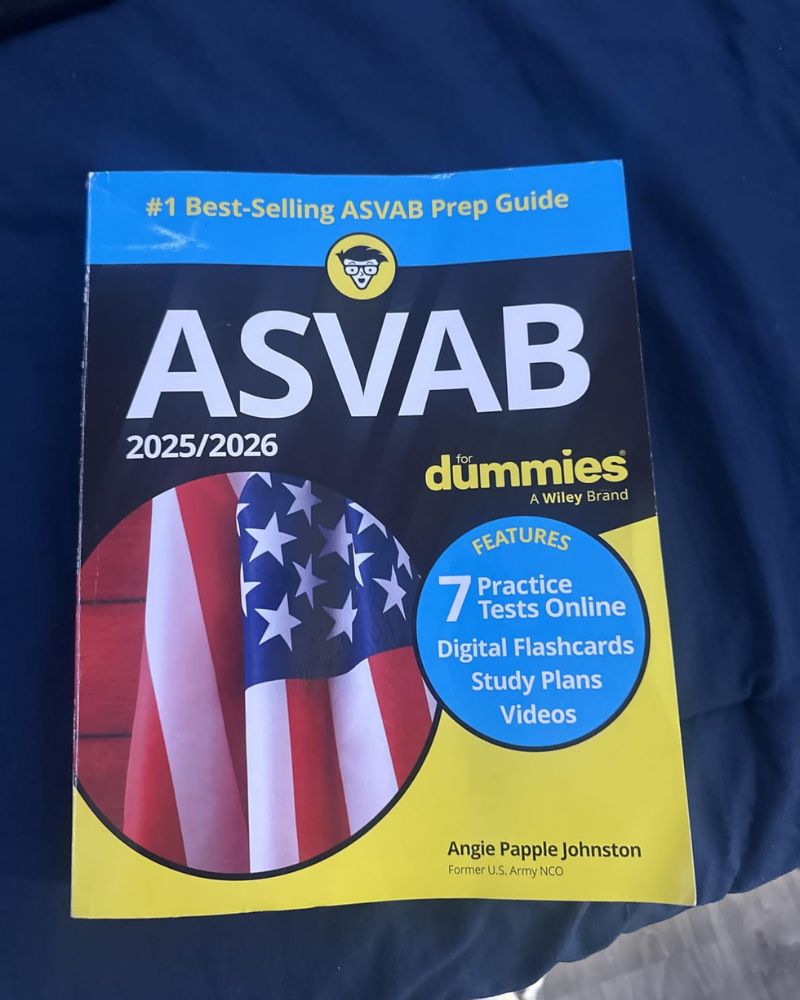 #1 Best-Selling ASVAB Prep Guide
ASVAB
2025/2026
for
dummies®
A Wiley Brand
FEATURES
7 Practice
Tests Online
Digital Flashcards
Study Plans
Videos
Angie Papple Johnston
Former U.S. Army NCO